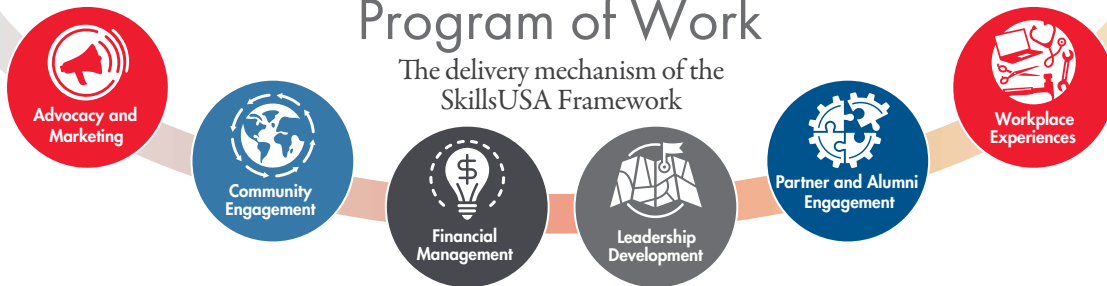 Program of Work
The delivery mechanism of the
SkillsUSA Framework
Advocacy and
Marketing
Community
Engagement
$
Financial
Management
Leadership
Development
Partner and Alumni
Engagement
Workplace
Experiences